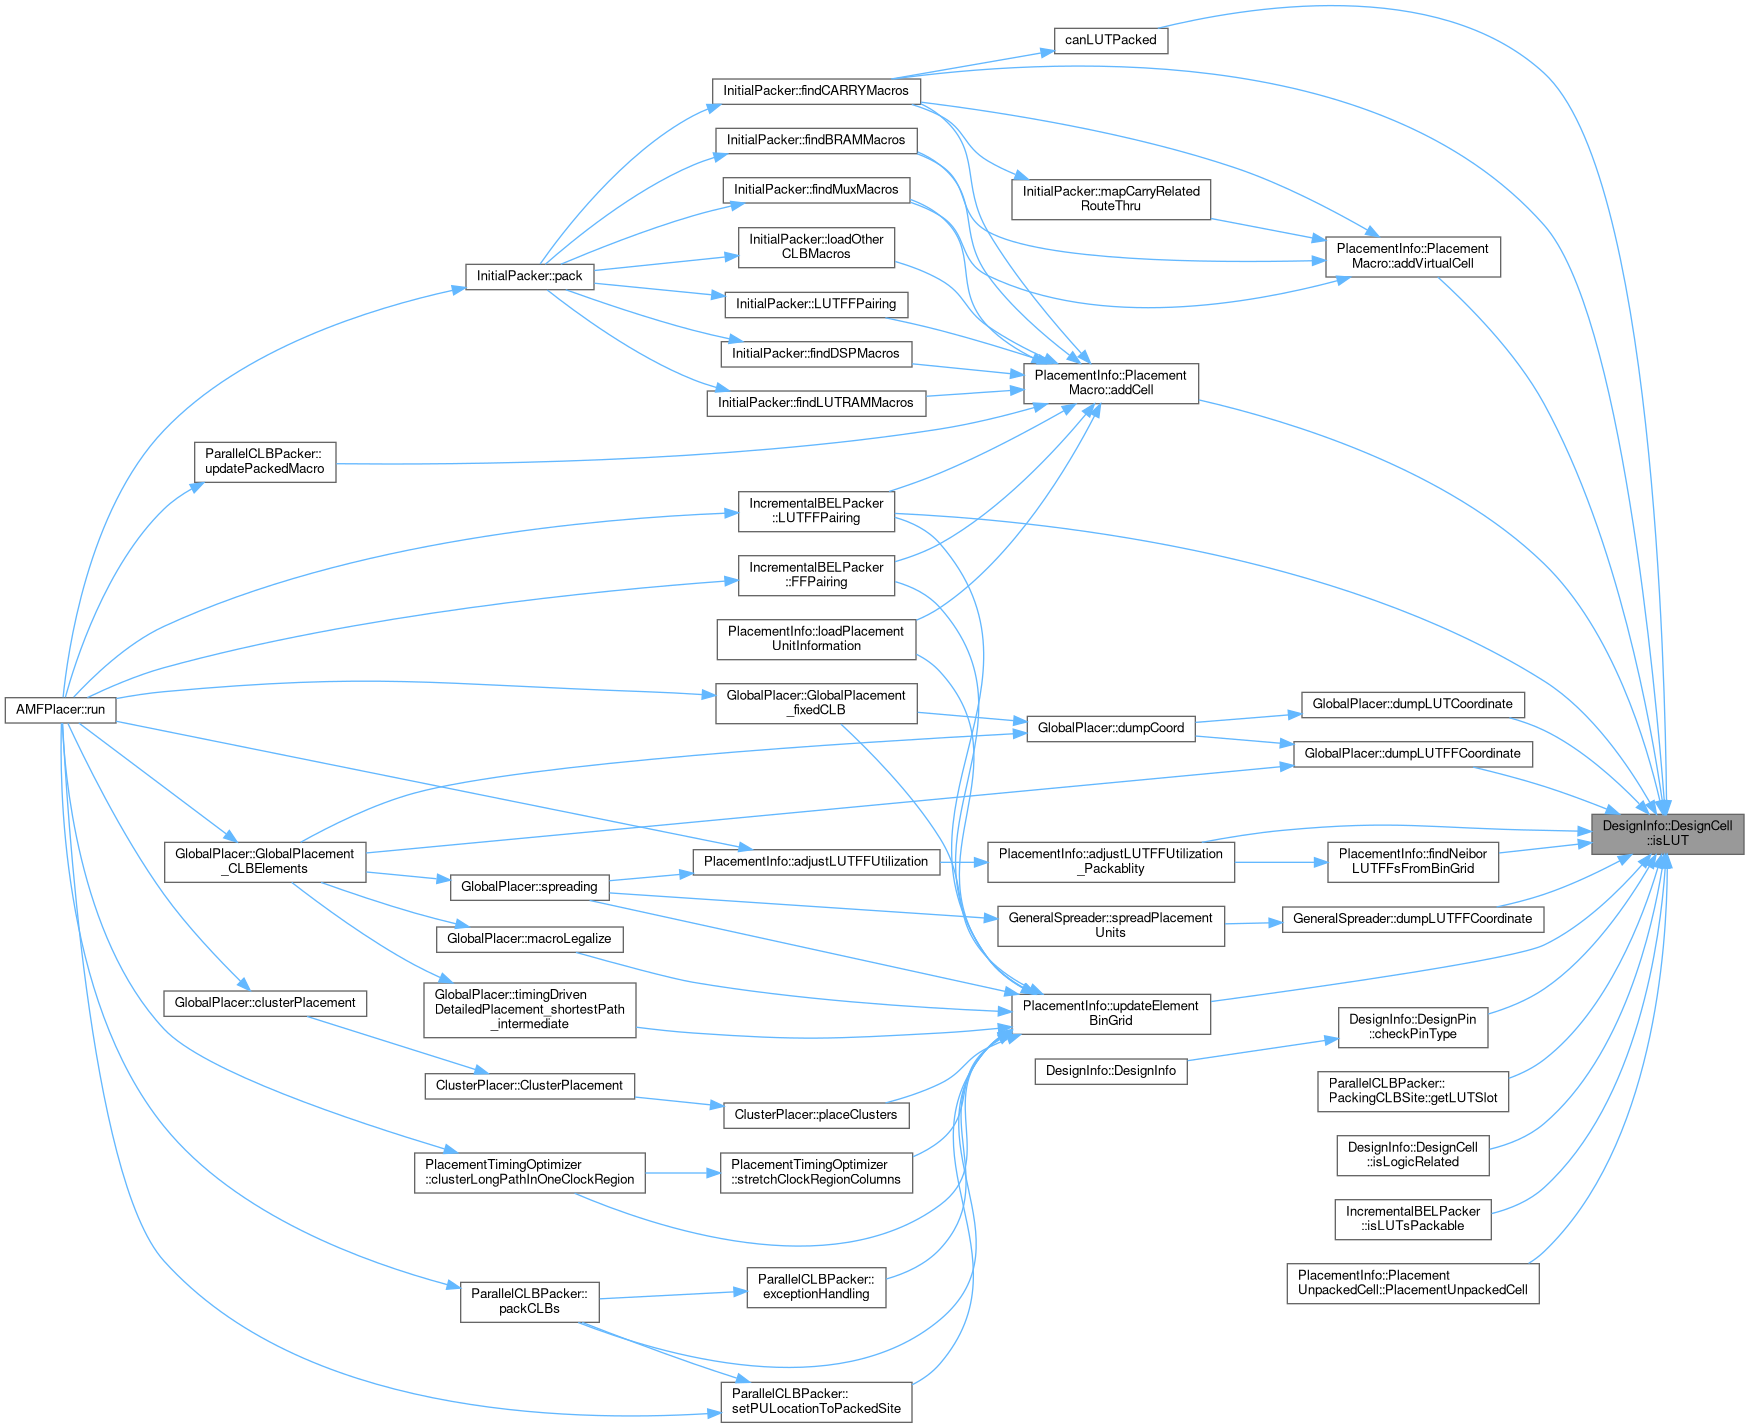 canLUTPacked
InitialPacker::findCARRYMacros
InitialPacker::findBRAMMacros
InitialPacker::findMuxMacros
InitialPacker::mapCarryRelated
RouteThru
InitialPacker::loadOther
CLBMacros
PlacementInfo::Placement
Macro::addVirtualCell
InitialPacker::pack
InitialPacker::LUTFFPairing
InitialPacker::findDSPMacros
PlacementInfo::Placement
Macro::addCell
InitialPacker::findLUTRAMMacros
ParallelCLBPacker::
updatePackedMacro
IncrementalBELPacker
::LUTFFPairing
IncrementalBELPacker
::FFPairing
PlacementInfo::loadPlacement
UnitInformation
AMFPlacer::run
GlobalPlacer::GlobalPlacement
_fixedCLB
GlobalPlacer::dumpLUTCoordinate
GlobalPlacer::dumpCoord
GlobalPlacer::dumpLUTFFCoordinate
DesignInfo::DesignCell
::isLUT
GlobalPlacer::GlobalPlacement
_CLBElements
PlacementInfo::adjustLUTFFUtilization
PlacementInfo::adjustLUTFFUtilization
_Packablity
PlacementInfo::findNeibor
LUTFFsFromBinGrid
GlobalPlacer::spreading
GeneralSpreader::spreadPlacement
Units
GeneralSpreader::dumpLUTFFCoordinate
GlobalPlacer::macroLegalize
GlobalPlacer::clusterPlacement
GlobalPlacer::timingDriven
DetailedPlacement_shortestPath
_intermediate
PlacementInfo::updateElement
BinGrid
DesignInfo::DesignPin
::checkPinType
DesignInfo::DesignInfo
ClusterPlacer::ClusterPlacement
ParallelCLBPacker::
PackingCLBSite::getLUTSlot
ClusterPlacer::placeClusters
DesignInfo::DesignCell
::isLogicRelated
PlacementTimingOptimizer
::clusterLongPathInOneClockRegion
PlacementTimingOptimizer
::stretchClockRegionColumns
IncrementalBELPacker
::isLUTsPackable
PlacementInfo::Placement
UnpackedCell::PlacementUnpackedCell
ParallelCLBPacker::
packCLBs
ParallelCLBPacker::
exceptionHandling
ParallelCLBPacker::
setPULocationToPackedSite